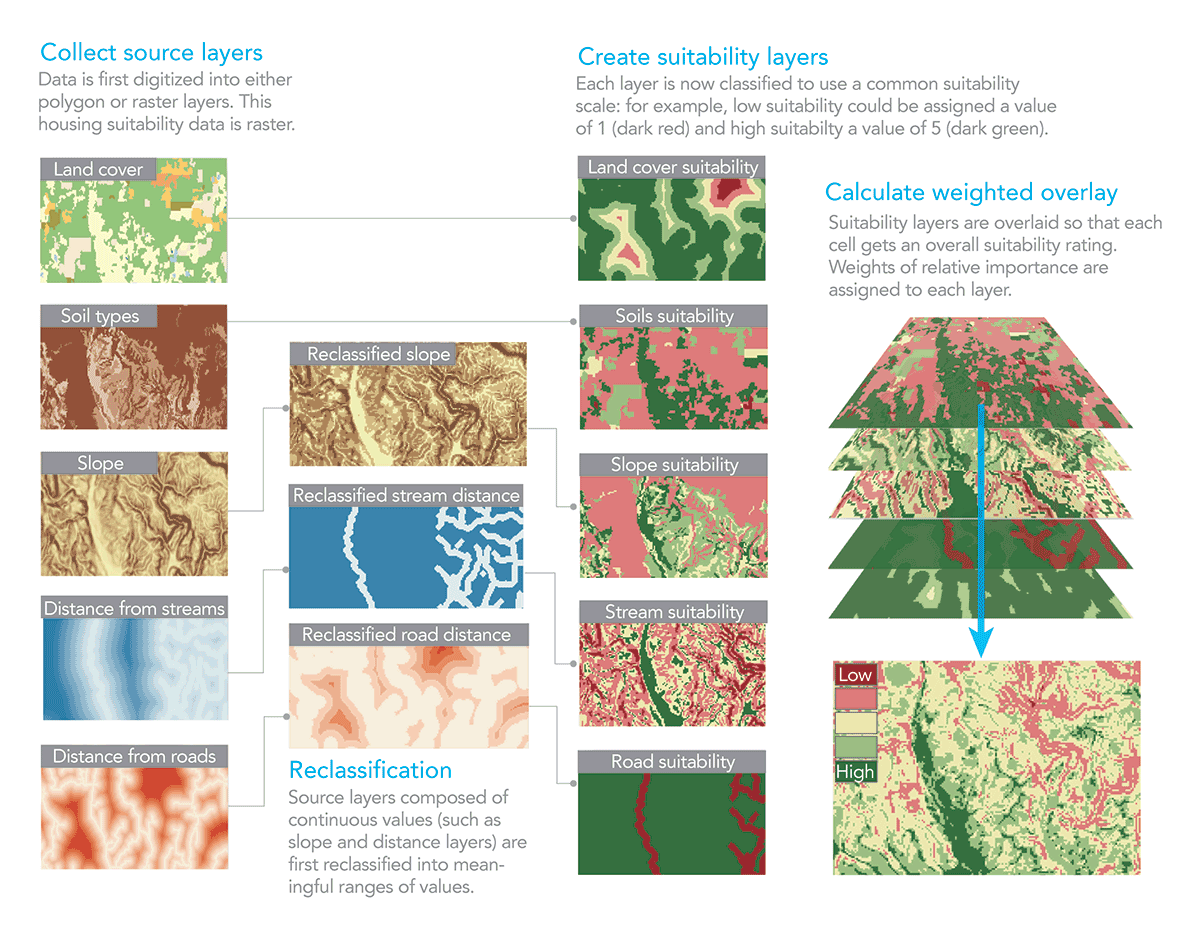 Collect source layers
Data is first digitized into either
polygon or raster layers. This
housing suitability data is raster.
Land cover
Soil types
Slope
Distance from streams
Distance from roads
Reclassified slope
Reclassified stream distance
Reclassified road distance
Reclassification
Source layers composed of
continuous values (such as
slope and distance layers) are
first reclassified into mean-
ingful ranges of values.
Create suitability layers
Each layer is now classified to use a common suitability
scale: for example, low suitability could be assigned a value
of 1 (dark red) and high suitabilty a value of 5 (dark green).
Land cover suitability
Soils suitability
Slope suitability
Stream suitability
Road suitability
Calculate weighted overlay
Suitability layers are overlaid so that each
cell gets an overall suitability rating.
Weights of relative importance are
assigned to each layer.
Low
High